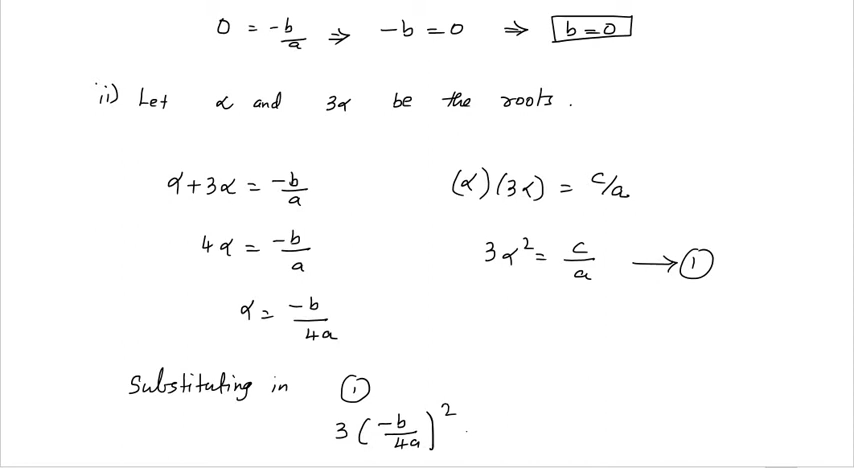 0 = -b/a ⇒ -b = 0 ⇒ b = 0
ii) Let α and 3α be the roots.
α + 3α = -b/a (α)(3α) = c/a
4α = -b/a 3α² = c/a → ①
α = -b/4a
Substituting in ①
3(-b/4a)²